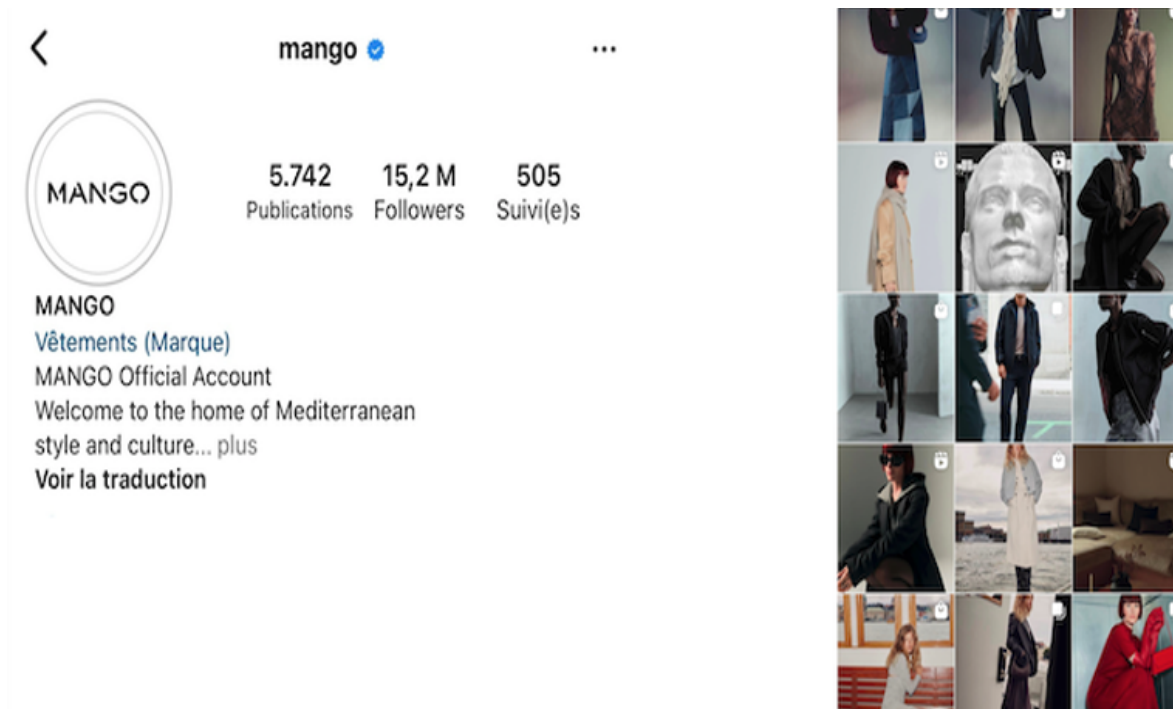 mango
MANGO
5.742 15,2 M 505
Publications Followers Suivi(e)s
MANGO
Vêtements (Marque)
MANGO Official Account
Welcome to the home of Mediterranean
style and culture... plus
Voir la traduction